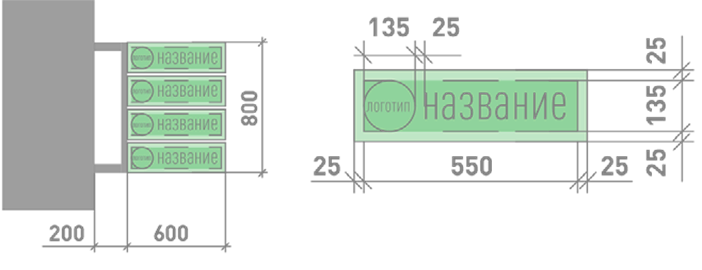 логотип название
логотип название
логотип название
логотип название
800
200 600
135 25
логотип название
25
135
25
25 550 25